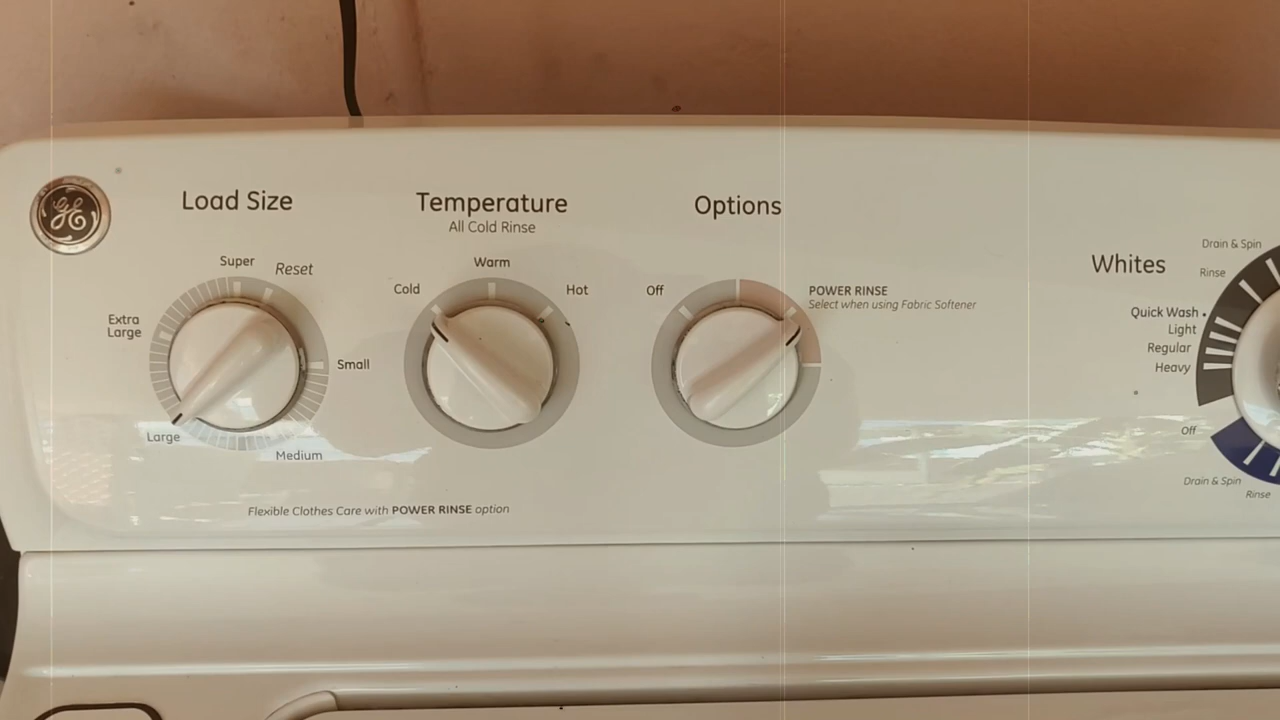 GE
Load Size
Super
Reset
Extra
Large
Small
Large
Medium
Temperature
All Cold Rinse
Cold
Warm
Hot
Options
Off
POWER RINSE
Select when using Fabric Softener
Whites
Drain & Spin
Rinse
Quick Wash
Light
Regular
Heavy
Off
Drain & Spin
Rinse
Flexible Clothes Care with POWER RINSE option